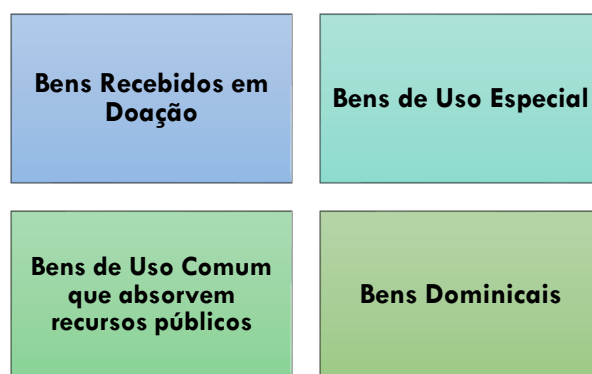 Bens Recebidos em
Doação
Bens de Uso Especial
Bens de Uso Comum
que absorvem
recursos públicos
Bens Dominicais